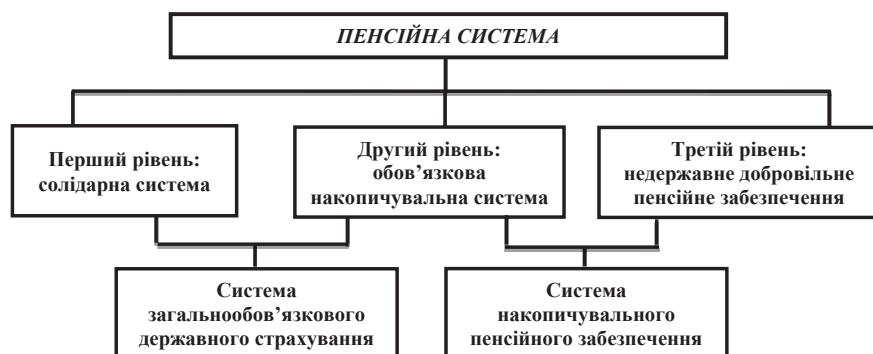 ПЕНСІЙНА СИСТЕМА
Перший рівень:
солідарна система
Другий рівень:
обов’язкова
накопичувальна система
Третій рівень:
недержавне добровільне
пенсійне забезпечення
Система
загальнообов’язкового
державного страхування
Система
накопичувального
пенсійного забезпечення